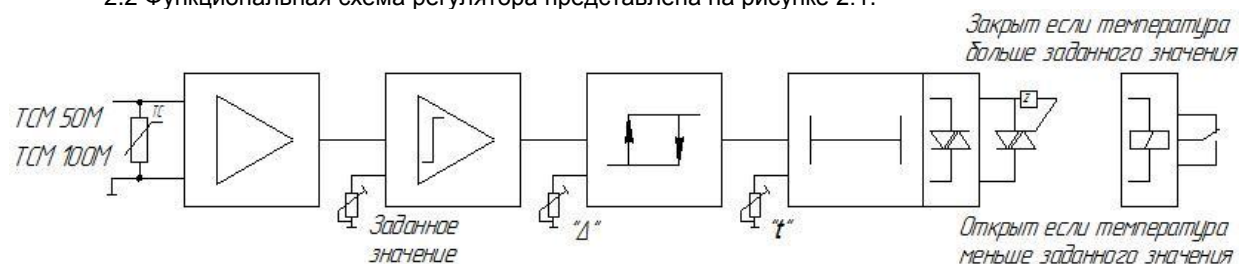 2.2 Функциональная схема регулятора представлена на рисунке 2.1.
Закрыт если температура
больше заданного значения
ТСМ 50М
ТСМ 100М
TC
Z
Заданное
значение
"Δ"
"t"
Открыт если температура
меньше заданного значения